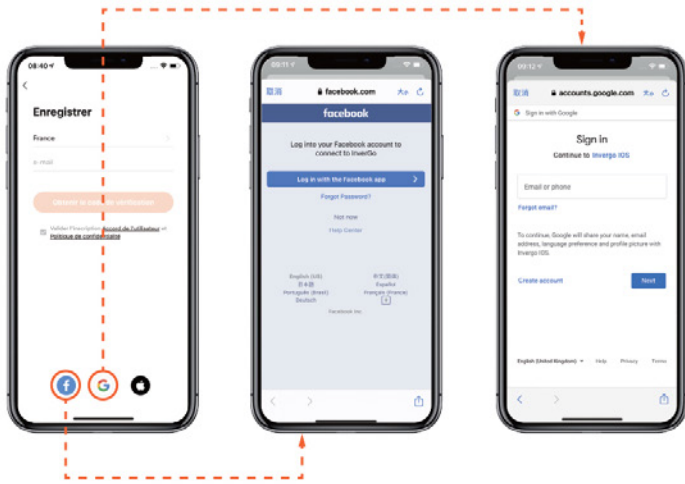 08:40
Enregistrer
France
e-mail
Obtenir le code de vérification
Valider l'inscription Accord de l'utilisateur et
Politique de confidentialité
09:11
取消
facebook.com
大小
facebook
Log into your Facebook account to
connect to InverGo
Log in with the Facebook app
Forgot Password?
Not now
Help Center
English (US)
中文(简体)
日本語
Español
Português (Brasil)
Français (France)
Deutsch
+
Facebook Inc.
09:12
取消
accounts.google.com
大小
G Sign in with Google
Sign in
Continue to Invergo IOS
Email or phone
Forgot email?
To continue, Google will share your name, email
address, language preference and profile picture with
Invergo IOS.
Create account
Next
English (United Kingdom)
Help
Privacy
Terms